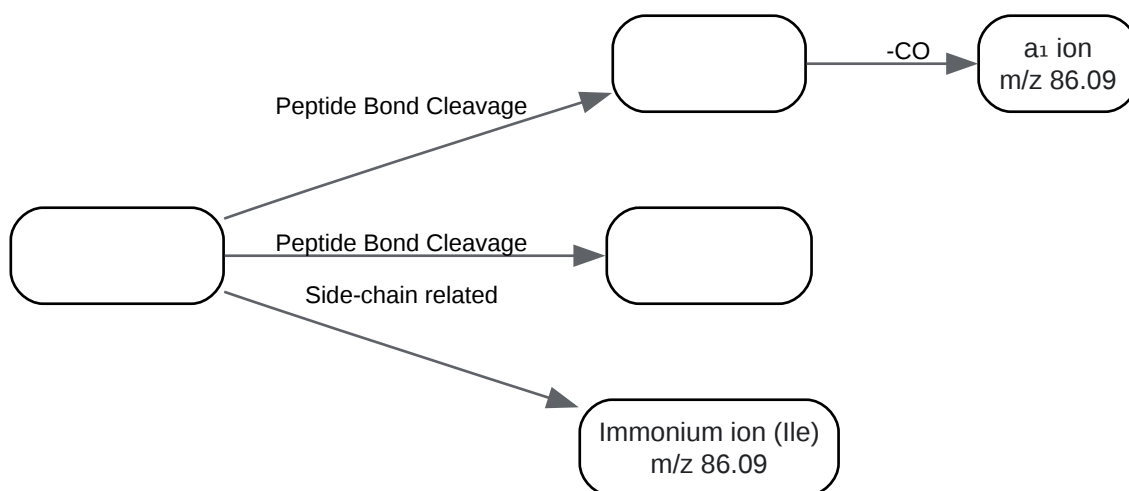 -CO
a₁ ion
m/z 86.09
Peptide Bond Cleavage
Peptide Bond Cleavage
Side-chain related
Immonium ion (Ile)
m/z 86.09